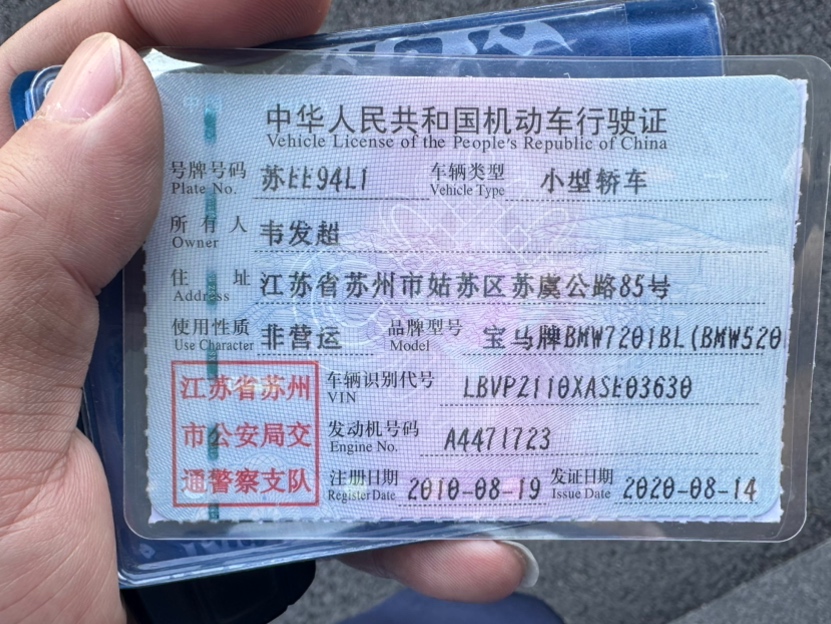 中华人民共和国机动车行驶证
Vehicle License of the People's Republic of China
号牌号码 苏EE94L1 车辆类型 小型轿车
Plate No. Vehicle Type
所有人 韦发超
Owner
住址 江苏省苏州市姑苏区苏虞公路85号
Address
使用性质 非营运 品牌型号 宝马牌BMW7201BL(BMW520
Use Character Model
江苏省苏州 车辆识别代号 LBVPZ110XASE03630
VIN
市公安局交 发动机号码 A4471723
Engine No.
通警察支队 注册日期 2010-08-19 发证日期 2020-08-14
Register Date Issue Date